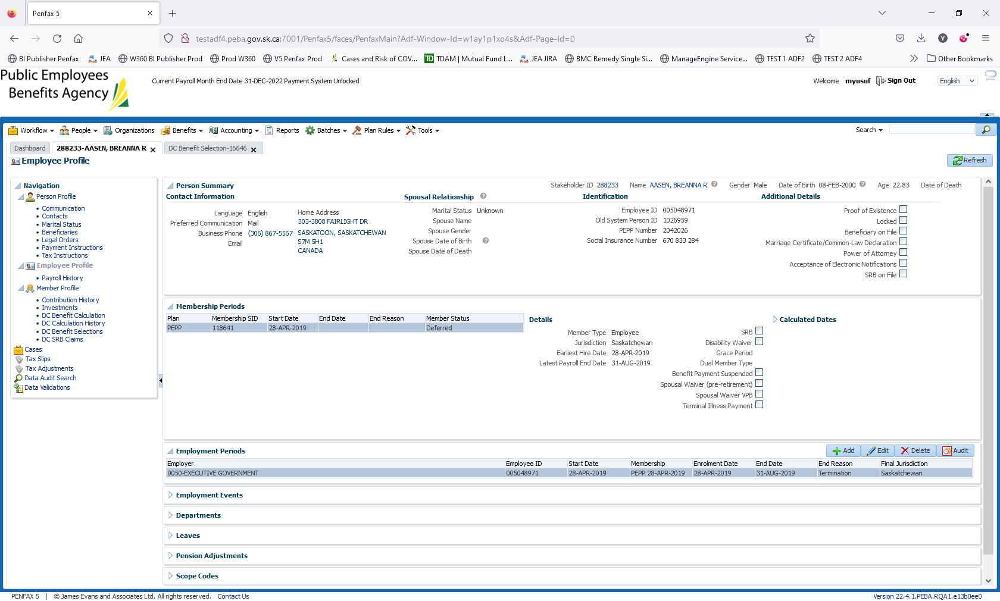 Penfax 5
testadf4.peba.gov.sk.ca:7001/Penfax5/faces/PenfaxMain?Adf-Window-Id=w1ay1p1xo4s&Adf-Page-Id=0
Y
BI Publisher Penfax JEA W360 BI Publisher Prod Prod W360 V5 Penfax Prod Cases and Risk of COV... TD TDAM | Mutual Fund L... JEA JIRA BMC Remedy Single Si... ManageEngine Service... TEST 1 ADF2 TEST 2 ADF4 Other Bookmarks
Public Employees
Benefits Agency
Current Payroll Month End Date 31-DEC-2022 Payment System Unlocked
Welcome myusuf Sign Out English
Workflow People Organizations Benefits Accounting Reports Batches Plan Rules Tools Search
Dashboard 288233-AASEN, BREANNA R DC Benefit Selection-16646
Employee Profile Refresh
Navigation
Person Profile
Communication
Contacts
Marital Status
Beneficiaries
Legal Orders
Payment Instructions
Tax Instructions
Employee Profile
Payroll History
Member Profile
Contribution History
Investments
DC Benefit Calculation
DC Calculation History
DC Benefit Selections
DC SRB Claims
Cases
Tax Slips
Tax Adjustments
Data Audit Search
Data Validations
Person Summary Stakeholder ID 288233 Name AASEN, BREANNA R Gender Male Date of Birth 08-FEB-2000 Age 22.83 Date of Death
Contact Information
Language English
Preferred Communication Mail
Business Phone (306) 867-5567
Email
Home Address
303-3808 FAIRLIGHT DR
SASKATOON, SASKATCHEWAN
S7M 5H1
CANADA
Spousal Relationship
Marital Status Unknown
Spouse Name
Spouse Gender
Spouse Date of Birth
Spouse Date of Death
Identification
Employee ID 005048971
Old System Person ID 1026959
PEPP Number 2042026
Social Insurance Number 670 833 284
Additional Details
Proof of Existence
Locked
Beneficiary on File
Marriage Certificate/Common-Law Declaration
Power of Attorney
Acceptance of Electronic Notifications
SRB on File
Membership Periods
Plan Membership SID Start Date End Date End Reason Member Status
PEPP 118641 28-APR-2019 Deferred
Details
Member Type Employee
Jurisdiction Saskatchewan
Earliest Hire Date 28-APR-2019
Latest Payroll End Date 31-AUG-2019
SRB
Disability Waiver
Grace Period
Dual Member Type
Benefit Payment Suspended
Spousal Waiver (pre-retirement)
Spousal Waiver VPB
Terminal Illness Payment
Calculated Dates
Employment Periods Add Edit Delete Audit
Employer Employee ID Start Date Membership Enrolment Date End Date End Reason Final Jurisdiction
0050-EXECUTIVE GOVERNMENT 005048971 28-APR-2019 PEPP 28-APR-2019 28-APR-2019 31-AUG-2019 Termination Saskatchewan
Employment Events
Departments
Leaves
Pension Adjustments
Scope Codes
PENFAX 5 | © James Evans and Associates Ltd. All rights reserved. Contact Us Version 22.4.1.PEBA.RQA1.e13b0ee0